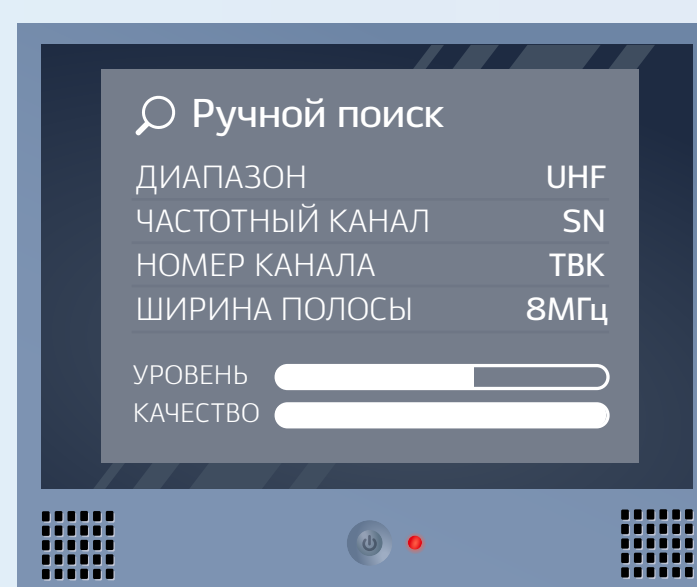 Ручной поиск
ДИАПАЗОН UHF
ЧАСТОТНЫЙ КАНАЛ SN
НОМЕР КАНАЛА ТВК
ШИРИНА ПОЛОСЫ 8МГц
УРОВЕНЬ
КАЧЕСТВО